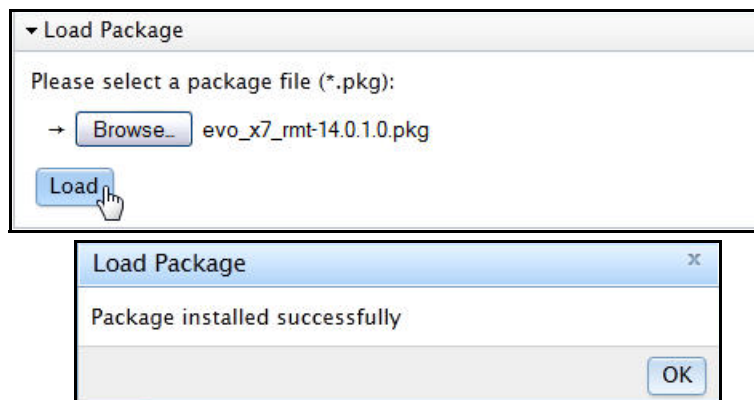 Load Package
Please select a package file (*.pkg):
→ Browse... evo_x7_rmt-14.0.1.0.pkg
Load
Load Package x
Package installed successfully
OK